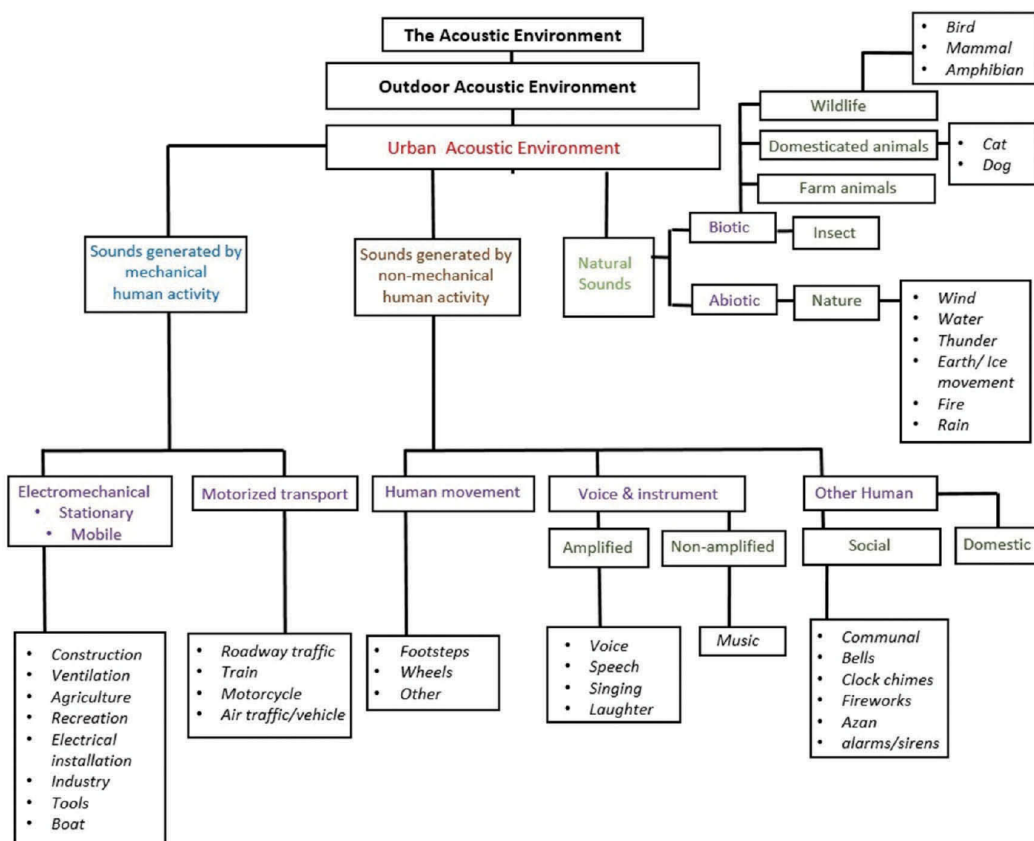 The Acoustic Environment
Outdoor Acoustic Environment
Urban Acoustic Environment
• Bird
• Mammal
• Amphibian
Wildlife
Domesticated animals
• Cat
• Dog
Farm animals
Biotic
Insect
Sounds generated by
mechanical
human activity
Sounds generated by
non-mechanical
human activity
Natural
Sounds
Abiotic
Nature
• Wind
• Water
• Thunder
• Earth/ Ice
movement
• Fire
• Rain
Electromechanical
• Stationary
• Mobile
Motorized transport
Human movement
Voice & instrument
Other Human
Amplified
Non-amplified
Social
Domestic
• Construction
• Ventilation
• Agriculture
• Recreation
• Electrical
installation
• Industry
• Tools
• Boat
• Roadway traffic
• Train
• Motorcycle
• Air traffic/vehicle
• Footsteps
• Wheels
• Other
• Voice
• Speech
• Singing
• Laughter
• Music
• Communal
• Bells
• Clock chimes
• Fireworks
• Azan
• alarms/sirens